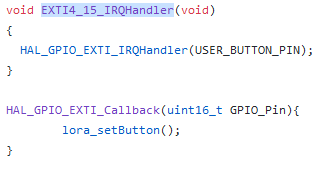 void EXTI4_15_IRQHandler(void)
{
  HAL_GPIO_EXTI_IRQHandler(USER_BUTTON_PIN);
}

HAL_GPIO_EXTI_Callback(uint16_t GPIO_Pin){
        lora_setButton();
}